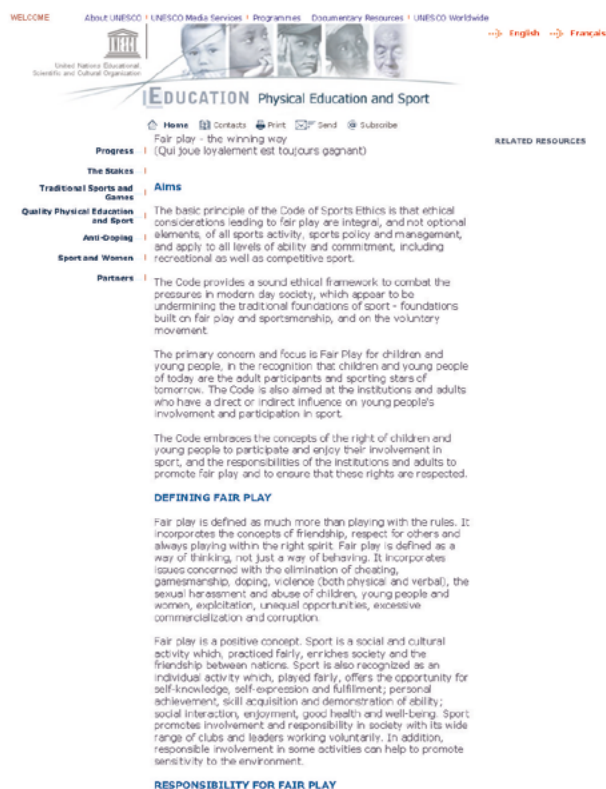 WELCOME
About UNESCO UNESCO Media Services Programmes Documentary Resources UNESCO Worldwide
English Français
United Nations Educational,
Scientific and Cultural Organization
EDUCATION Physical Education and Sport
Home Contacts Print Send Subscribe
RELATED RESOURCES
Progress
The Stakes
Traditional Sports and
Games
Quality Physical Education
and Sport
Anti-Doping
Sport and Women
Partners
Fair play - the winning way
(Qui joue loyalement est toujours gagnant)
Aims
The basic principle of the Code of Sports Ethics is that ethical
considerations leading to fair play are integral, and not optional
elements, of all sports activity, sports policy and management,
and apply to all levels of ability and commitment, including
recreational as well as competitive sport.
The Code provides a sound ethical framework to combat the
pressures in modern day society, which appear to be
undermining the traditional foundations of sport - foundations
built on fair play and sportsmanship, and on the voluntary
movement.
The primary concern and focus is Fair Play for children and
young people, in the recognition that children and young people
of today are the adult participants and sporting stars of
tomorrow. The Code is also aimed at the institutions and adults
who have a direct or indirect influence on young people's
involvement and participation in sport.
The Code embraces the concepts of the right of children and
young people to participate and enjoy their involvement in
sport, and the responsibilities of the institutions and adults to
promote fair play and to ensure that these rights are respected.
DEFINING FAIR PLAY
Fair play is defined as much more than playing with the rules. It
incorporates the concepts of friendship, respect for others and
always playing within the right spirit. Fair play is defined as a
way of thinking, not just a way of behaving. It incorporates
issues concerned with the elimination of cheating,
gamesmanship, doping, violence (both physical and verbal), the
sexual harassment and abuse of children, young people and
women, exploitation, unequal opportunities, excessive
commercialization and corruption.
Fair play is a positive concept. Sport is a social and cultural
activity which, practiced fairly, enriches society and the
friendship between nations. Sport is also recognized as an
individual activity which, played fairly, offers the opportunity for
self-knowledge, self-expression and fulfillment; personal
achievement, skill acquisition and demonstration of ability;
social interaction, enjoyment, good health and well-being. Sport
promotes involvement and responsibility in society with its wide
range of clubs and leaders working voluntarily. In addition,
responsible involvement in some activities can help to promote
sensitivity to the environment.
RESPONSIBILITY FOR FAIR PLAY